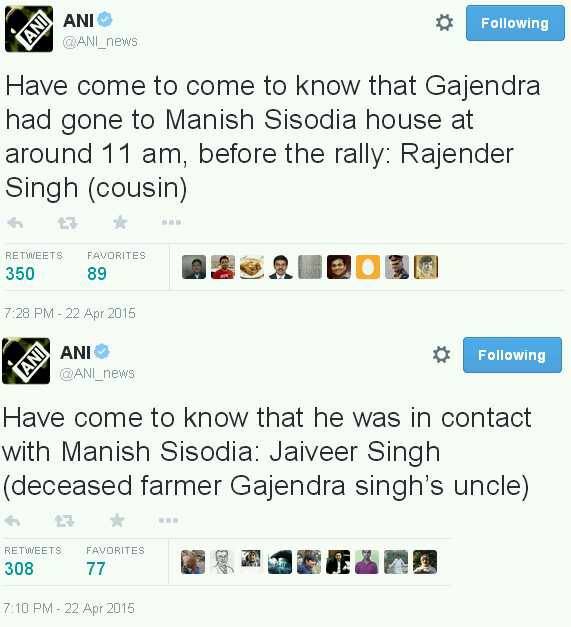 ANI
@ANI_news
Following
Have come to come to know that Gajendra
had gone to Manish Sisodia house at
around 11 am, before the rally: Rajender
Singh (cousin)
RETWEETS FAVORITES
350 89
7:28 PM - 22 Apr 2015
ANI
@ANI_news
Following
Have come to know that he was in contact
with Manish Sisodia: Jaiveer Singh
(deceased farmer Gajendra singh’s uncle)
RETWEETS FAVORITES
308 77
7:10 PM - 22 Apr 2015